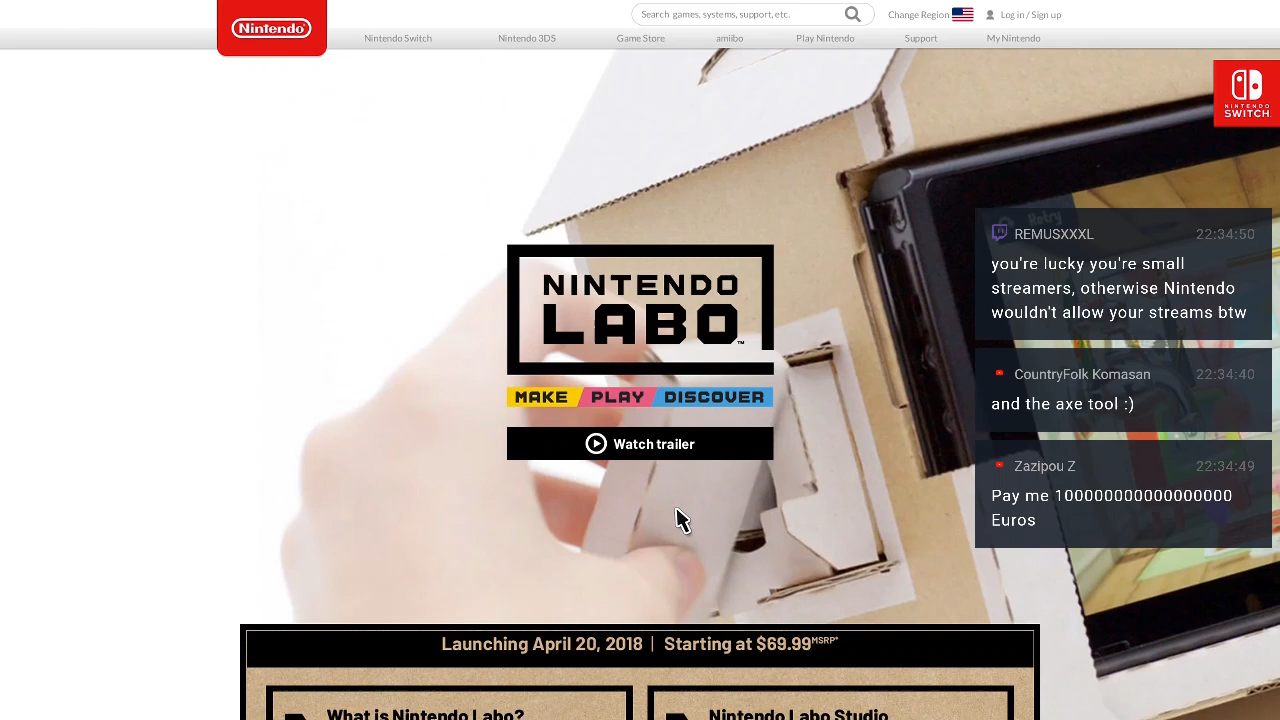 Nintendo
Search games, systems, support, etc.
Change Region
Log in / Sign up
Nintendo Switch
Nintendo 3DS
Game Store
amiibo
Play Nintendo
Support
My Nintendo
NINTENDO
SWITCH
NINTENDO
LABO™
MAKE PLAY DISCOVER
Watch trailer
Retry
REMUSXXXL 22:34:50
you're lucky you're small
streamers, otherwise Nintendo
wouldn't allow your streams btw
CountryFolk Komasan 22:34:40
and the axe tool :)
Zazipou Z 22:34:49
Pay me 100000000000000000
Euros
Launching April 20, 2018 | Starting at $69.99MSRP*
What is Nintendo Labo?
Nintendo Labo Studio